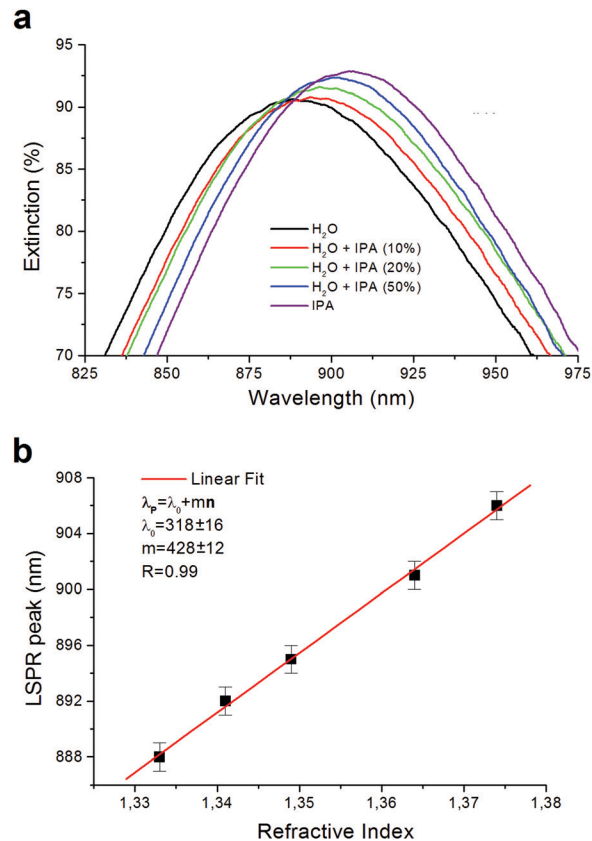 a
95
90
85
80
75
70
Extinction (%)
H₂O
H₂O + IPA (10%)
H₂O + IPA (20%)
H₂O + IPA (50%)
IPA
825 850 875 900 925 950 975
Wavelength (nm)
b
908
904
900
896
892
888
LSPR peak (nm)
Linear Fit
λₚ=λ₀+mn
λ₀=318±16
m=428±12
R=0.99
1,33 1,34 1,35 1,36 1,37 1,38
Refractive Index